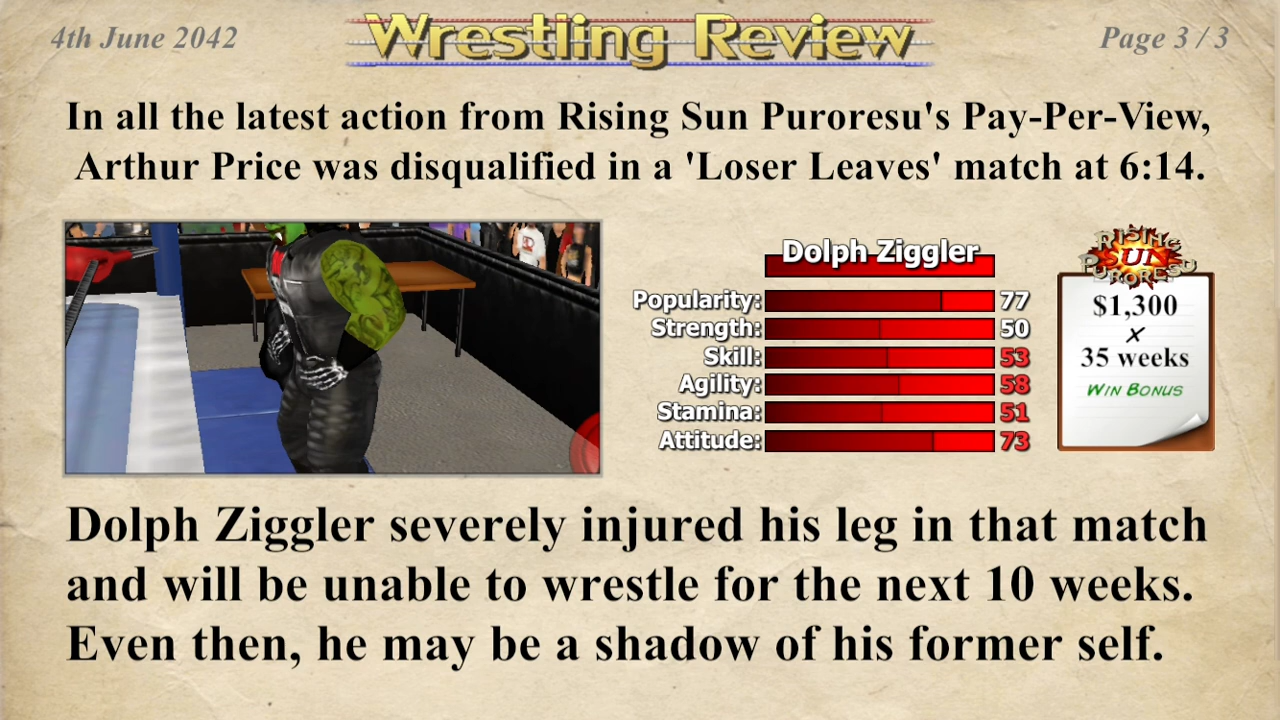 4th June 2042
Wrestling Review
Page 3 / 3
In all the latest action from Rising Sun Puroresu's Pay-Per-View,
Arthur Price was disqualified in a 'Loser Leaves' match at 6:14.
Dolph Ziggler
Popularity: 77
Strength: 50
Skill: 53
Agility: 58
Stamina: 51
Attitude: 73
RISING
SUN
PURORESU
$1,300
x
35 weeks
WIN BONUS
Dolph Ziggler severely injured his leg in that match
and will be unable to wrestle for the next 10 weeks.
Even then, he may be a shadow of his former self.